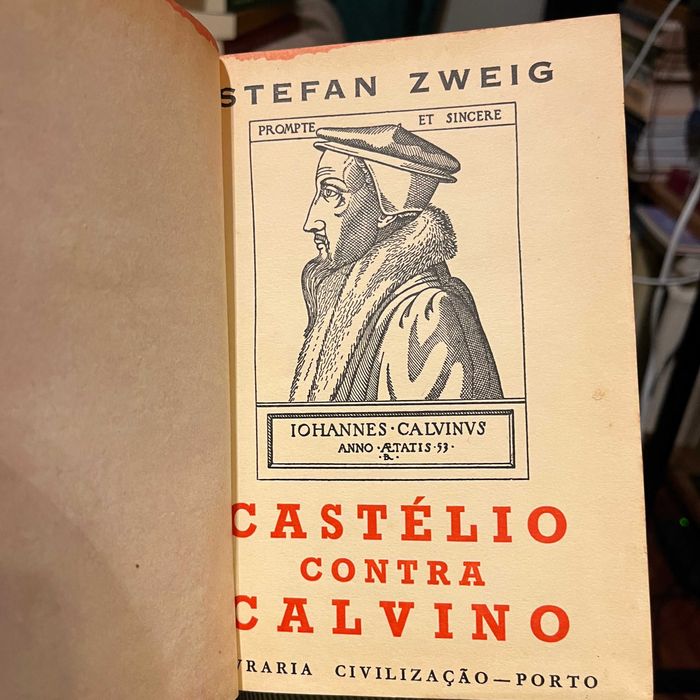 STEFAN ZWEIG
PROMPTE ET SINCERE
IOHANNES·CALVINVS
ANNO·ÆTATIS·53·
CASTÉLIO
CONTRA
CALVINO
VRARIA CIVILIZAÇÃO—PORTO